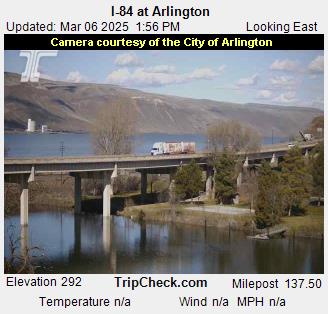 I-84 at Arlington
Updated: Mar 06 2025 1:56 PM Looking East
Camera courtesy of the City of Arlington
Elevation 292 TripCheck.com Milepost 137.50
Temperature n/a Wind n/a MPH n/a